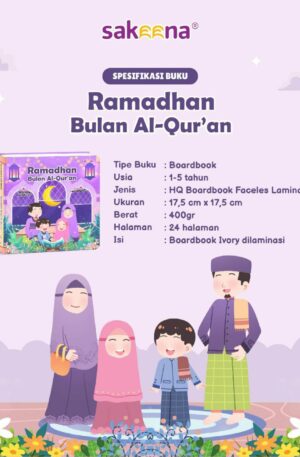 sakeena®
SPESIFIKASI BUKU
Ramadhan
Bulan Al-Qur'an
Ramadhan
Bulan Al-Qur'an
Tipe Buku : Boardbook
Usia : 1-5 tahun
Jenis : HQ Boardbook Faceles Lamina
Ukuran : 17,5 cm x 17,5 cm
Berat : 400gr
Halaman : 24 halaman
Isi : Boardbook Ivory dilaminasi